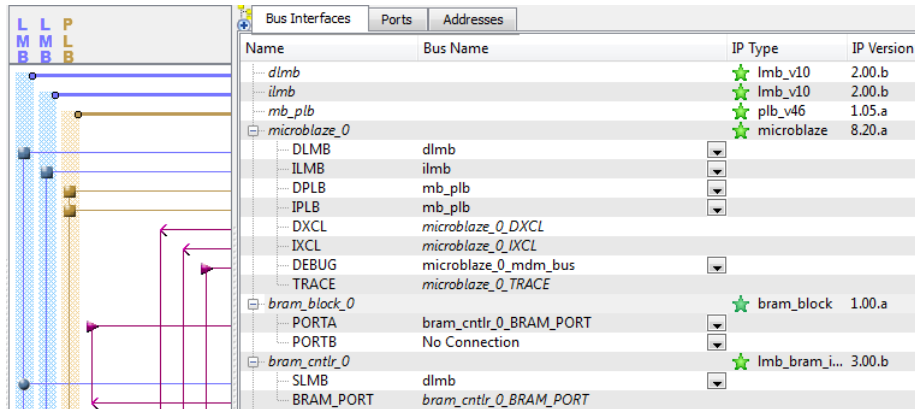 L L P
M M L
B B B
Bus Interfaces Ports Addresses
Name Bus Name IP Type IP Version
dlmb lmb_v10 2.00.b
ilmb lmb_v10 2.00.b
mb_plb plb_v46 1.05.a
microblaze_0 microblaze 8.20.a
DLMB dlmb
ILMB ilmb
DPLB mb_plb
IPLB mb_plb
DXCL microblaze_0_DXCL
IXCL microblaze_0_IXCL
DEBUG microblaze_0_mdm_bus
TRACE microblaze_0_TRACE
bram_block_0 bram_block 1.00.a
PORTA bram_cntlr_0_BRAM_PORT
PORTB No Connection
bram_cntlr_0 lmb_bram_i... 3.00.b
SLMB dlmb
BRAM_PORT bram_cntlr_0_BRAM_PORT